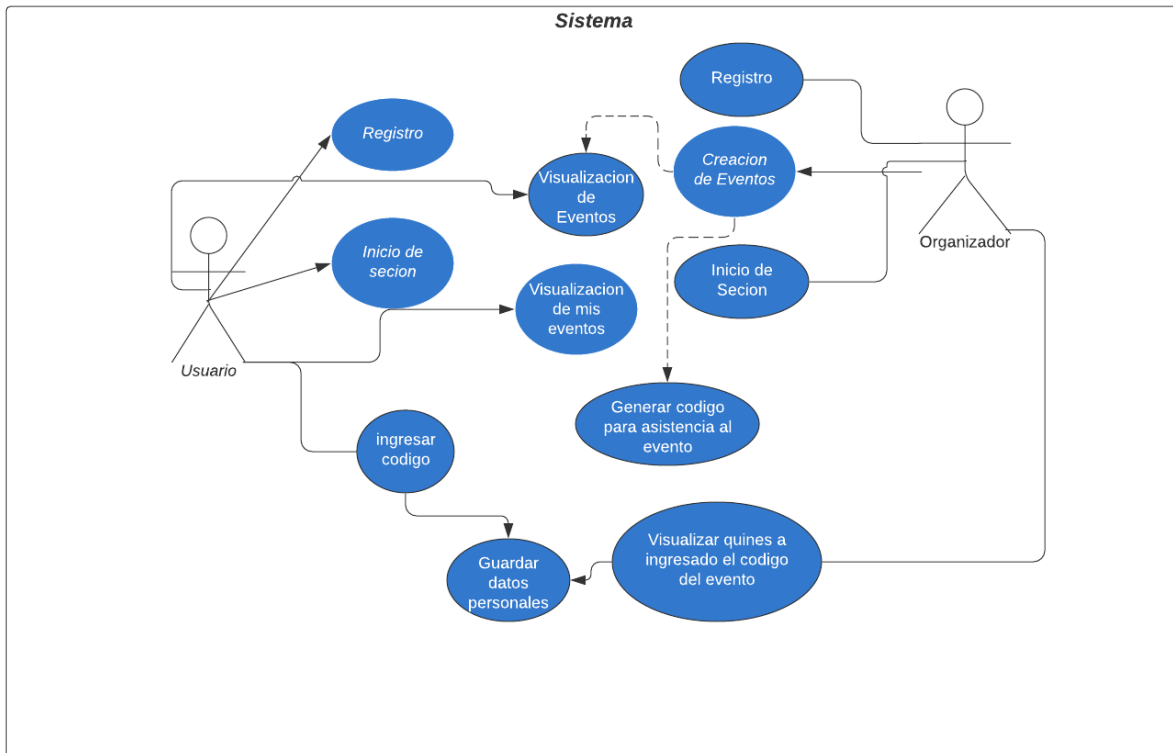 Sistema
Registro
Registro
Creacion
de Eventos
Visualizacion
de
Eventos
Organizador
Inicio de
secion
Inicio de
Secion
Visualizacion
de mis
eventos
Usuario
Generar codigo
para asistencia al
evento
ingresar
codigo
Visualizar quines a
ingresado el codigo
del evento
Guardar
datos
personales